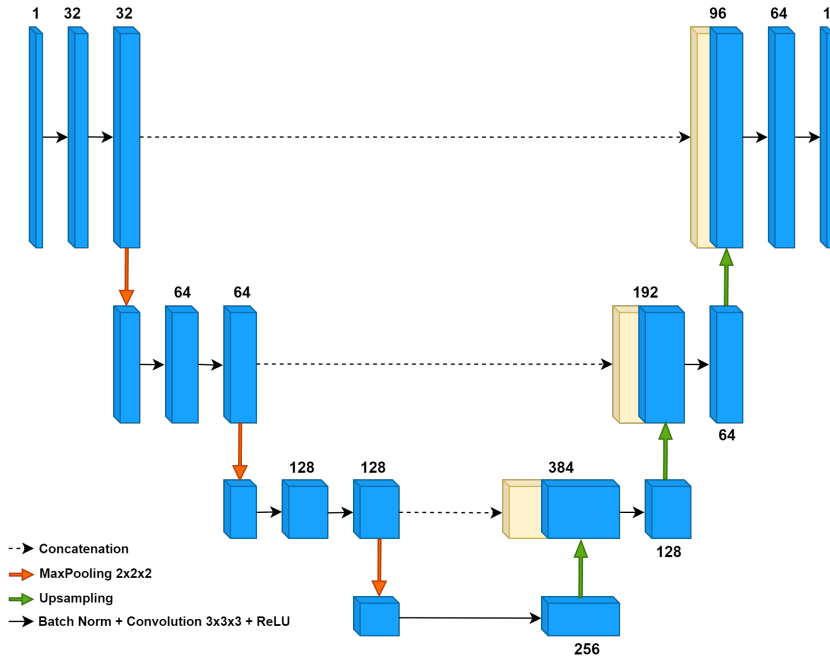 1 32 32 96 64 1
64 64 192
64
128 128 384
128
256
Concatenation
MaxPooling 2x2x2
Upsampling
Batch Norm + Convolution 3x3x3 + ReLU